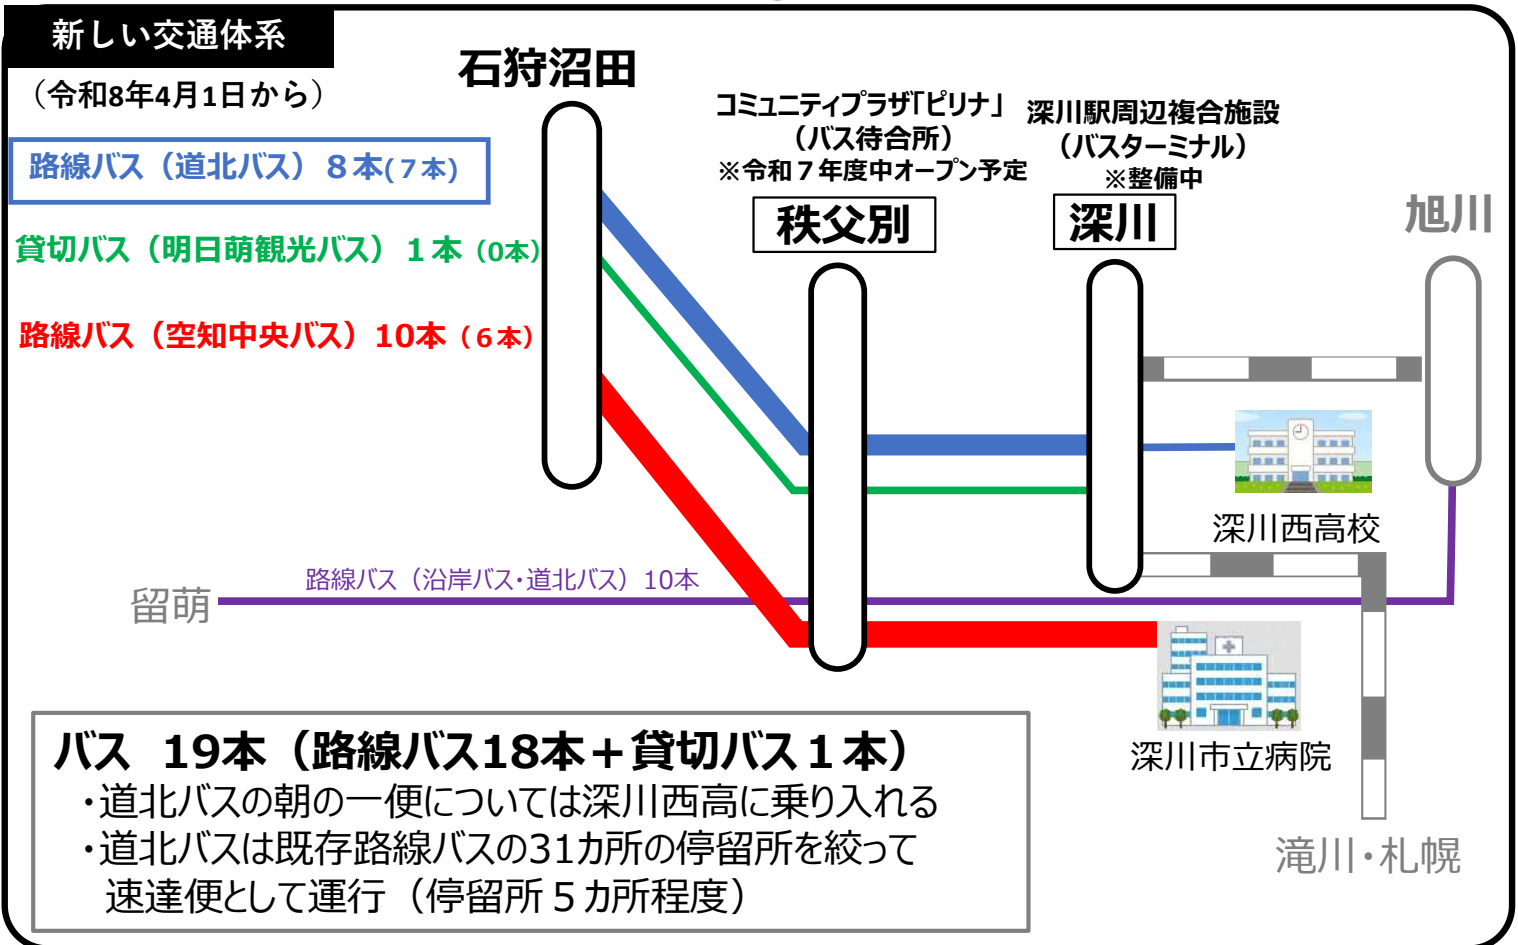 新しい交通体系
（令和8年4月1日から）
石狩沼田
コミュニティプラザ「ピリナ」
（バス待合所）
※令和７年度中オープン予定
深川駅周辺複合施設
（バスターミナル）
※整備中
路線バス（道北バス）８本(７本)
貸切バス（明日萌観光バス）１本（0本）
路線バス（空知中央バス）10本（６本）
秩父別
深川
旭川
深川西高校
路線バス（沿岸バス・道北バス）10本
留萌
深川市立病院
滝川・札幌
バス 19本（路線バス18本＋貸切バス１本）
・道北バスの朝の一便については深川西高に乗り入れる
・道北バスは既存路線バスの31カ所の停留所を絞って
速達便として運行（停留所５カ所程度）